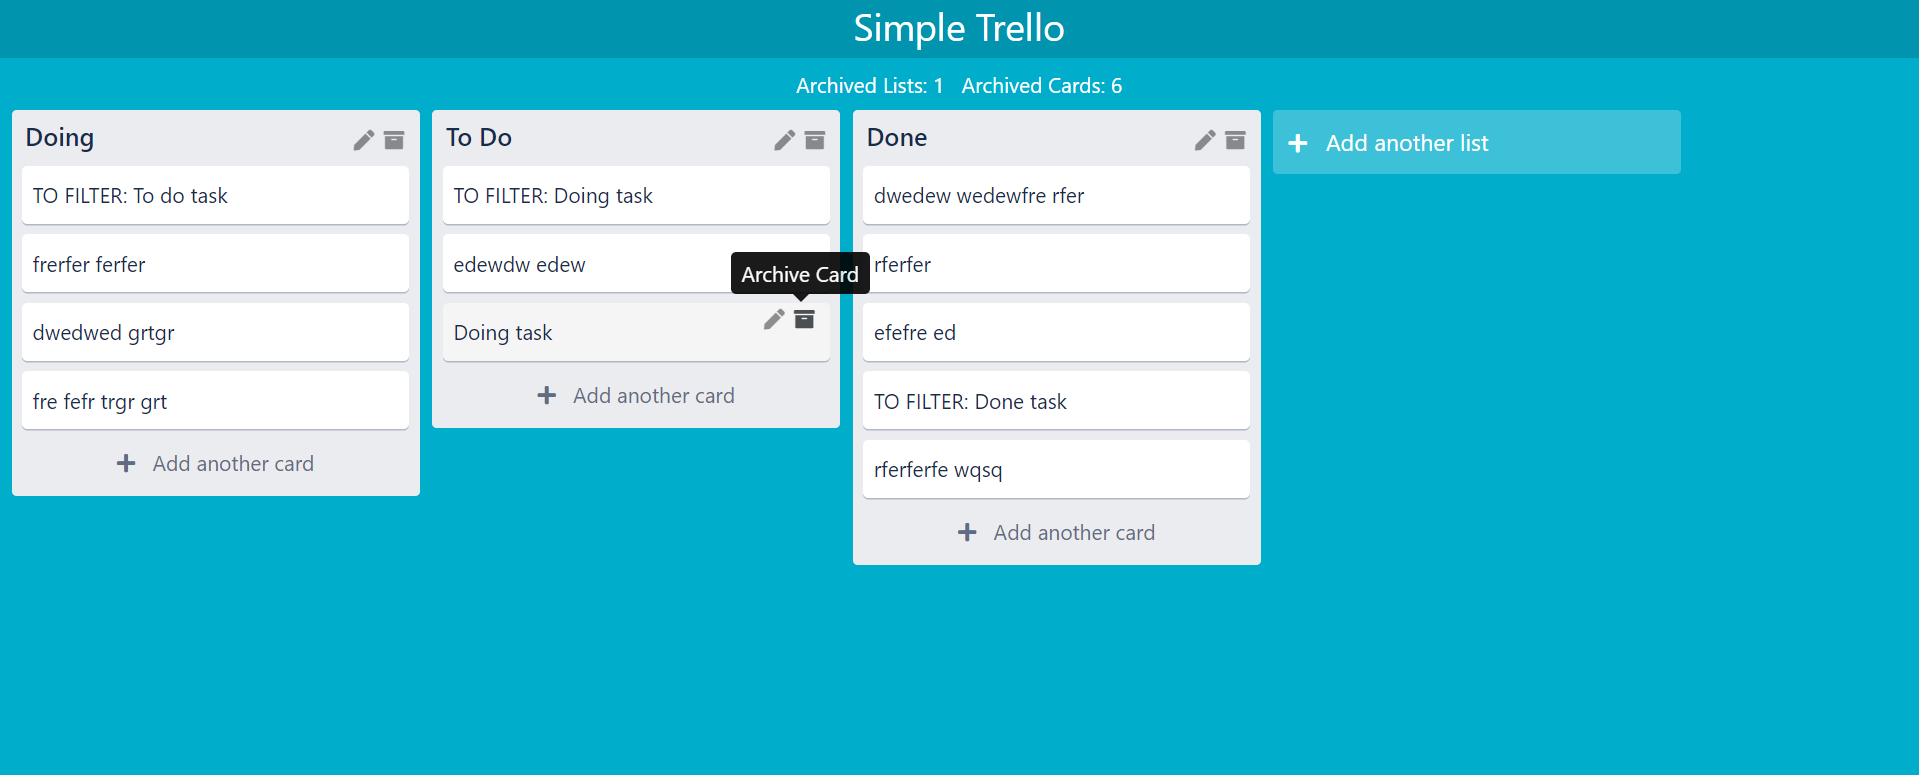 Simple Trello
Archived Lists: 1 Archived Cards: 6
Doing
TO FILTER: To do task
frerfer ferfer
dwedwed grtgr
fre fefr trgr grt
Add another card
To Do
TO FILTER: Doing task
edewdw edew
Archive Card
Doing task
Add another card
Done
dwedew wedewfre rfer
rferfer
efefre ed
TO FILTER: Done task
rferferfe wqsq
Add another card
Add another list